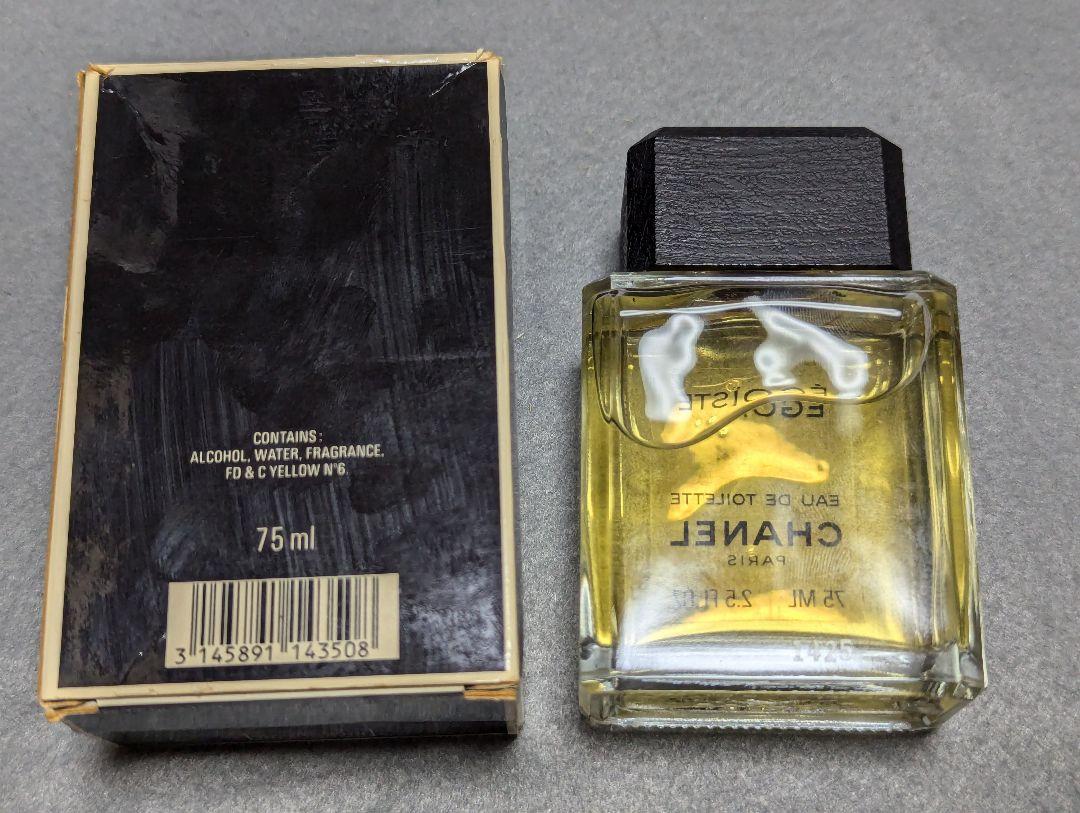 CONTAINS:
ALCOHOL, WATER, FRAGRANCE.
FD & C YELLOW N°6.
75 ml
3 145891 143508
ÉGOÏSTE
EAU DE TOILETTE
CHANEL
PARIS
75 ML 2.5 FL.OZ
1425